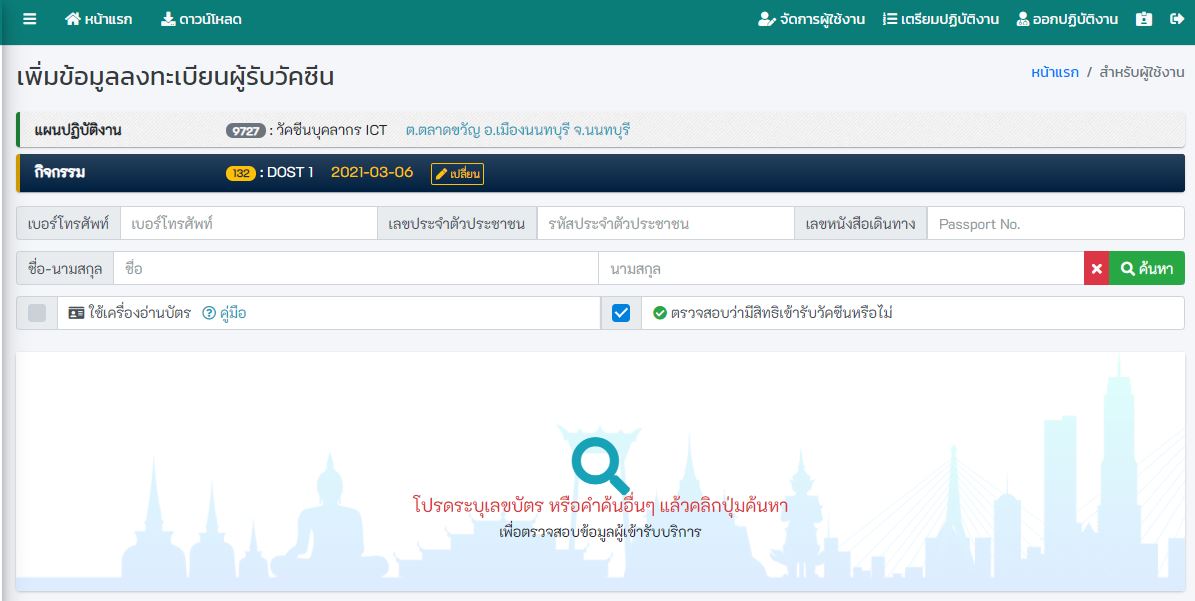 หน้าแรก ดาวน์โหลด จัดการผู้ใช้งาน เตรียมปฏิบัติงาน ออกปฏิบัติงาน
เพิ่มข้อมูลลงทะเบียนผู้รับวัคซีน หน้าแรก / สำหรับผู้ใช้งาน
แผนปฏิบัติงาน 9727 : วัคซีนบุคลากร ICT ต.ตลาดขวัญ อ.เมืองนนทบุรี จ.นนทบุรี
กิจกรรม 132 : DOST 1 2021-03-06 เปลี่ยน
เบอร์โทรศัพท์ เบอร์โทรศัพท์ เลขประจำตัวประชาชน รหัสประจำตัวประชาชน เลขหนังสือเดินทาง Passport No.
ชื่อ-นามสกุล ชื่อ นามสกุล ค้นหา
ใช้เครื่องอ่านบัตร คู่มือ ตรวจสอบว่ามีสิทธิเข้ารับวัคซีนหรือไม่
โปรดระบุเลขบัตร หรือคำค้นอื่นๆ แล้วคลิกปุ่มค้นหา
เพื่อตรวจสอบข้อมูลผู้เข้ารับบริการ